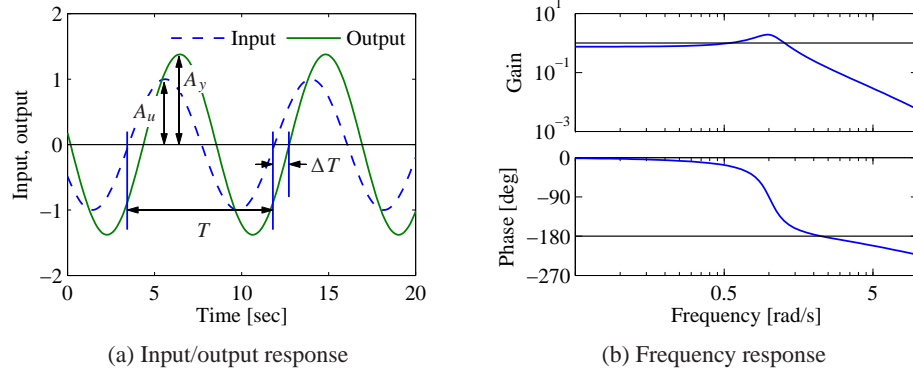 Input
Output
2
1
0
−1
−2
A_u
A_y
ΔT
T
0
5
10
15
20
Input, output
Time [sec]
(a) Input/output response
10^1
10^−1
10^−3
Gain
0
−90
−180
−270
Phase [deg]
0.5
5
Frequency [rad/s]
(b) Frequency response